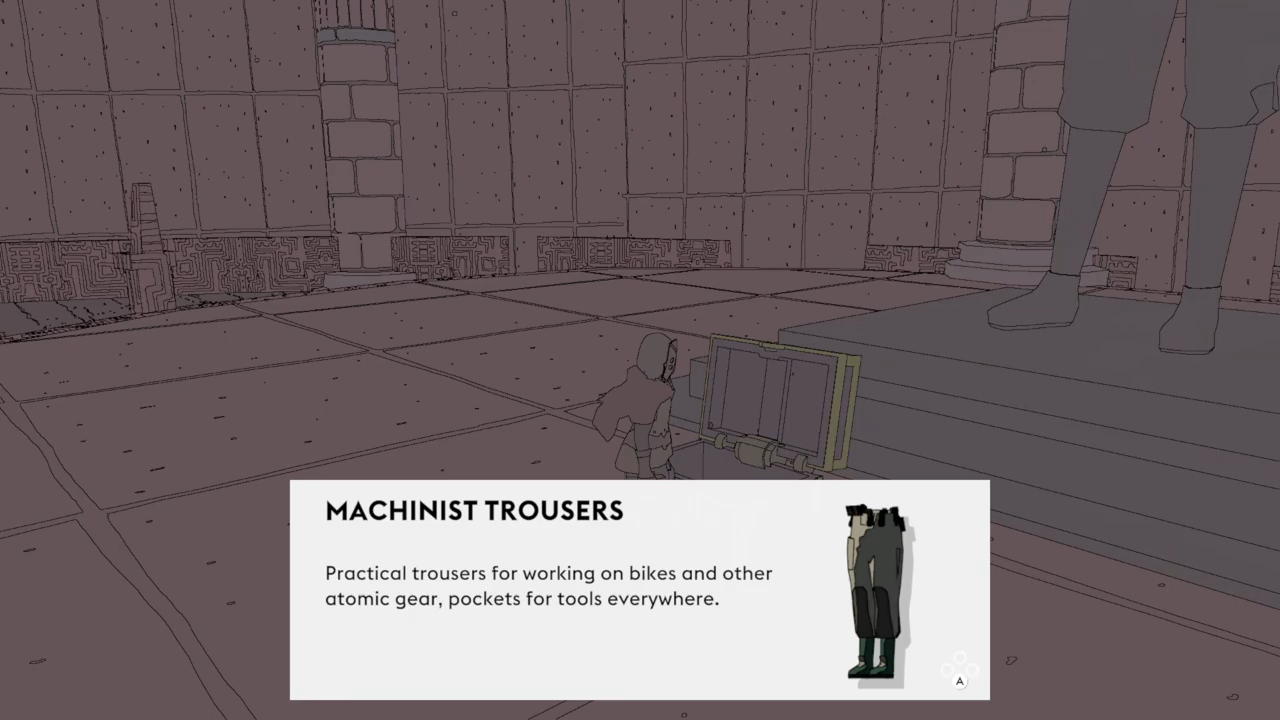 MACHINIST TROUSERS
Practical trousers for working on bikes and other
atomic gear, pockets for tools everywhere.
A